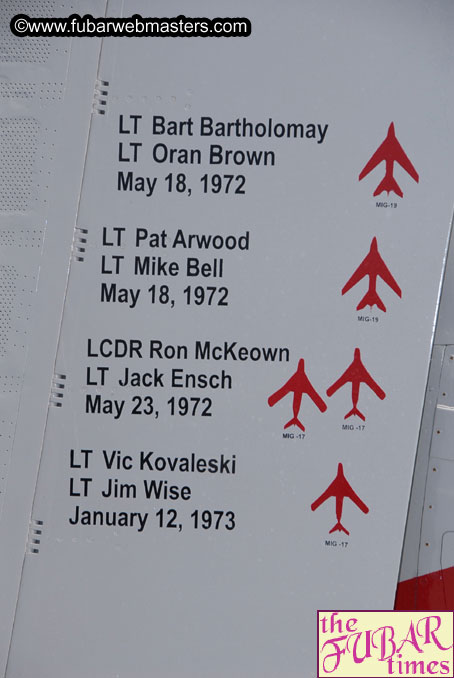 © www.fubarwebmasters.com
LT Bart Bartholomay
LT Oran Brown
May 18, 1972
MIG-19
LT Pat Arwood
LT Mike Bell
May 18, 1972
MIG-19
LCDR Ron McKeown
LT Jack Ensch
May 23, 1972
MIG -17
MIG -17
LT Vic Kovaleski
LT Jim Wise
January 12, 1973
MIG -17
the
FUBAR
times